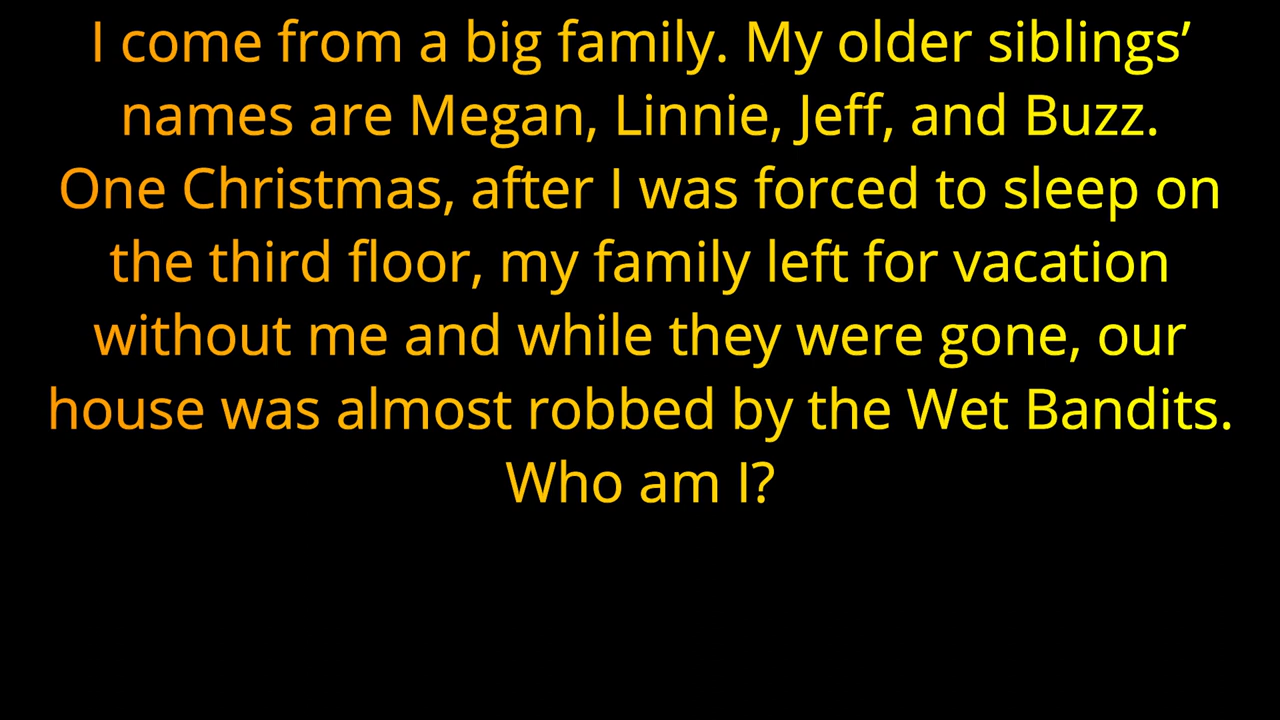 I come from a big family. My older siblings’
names are Megan, Linnie, Jeff, and Buzz.
One Christmas, after I was forced to sleep on
the third floor, my family left for vacation
without me and while they were gone, our
house was almost robbed by the Wet Bandits.
Who am I?